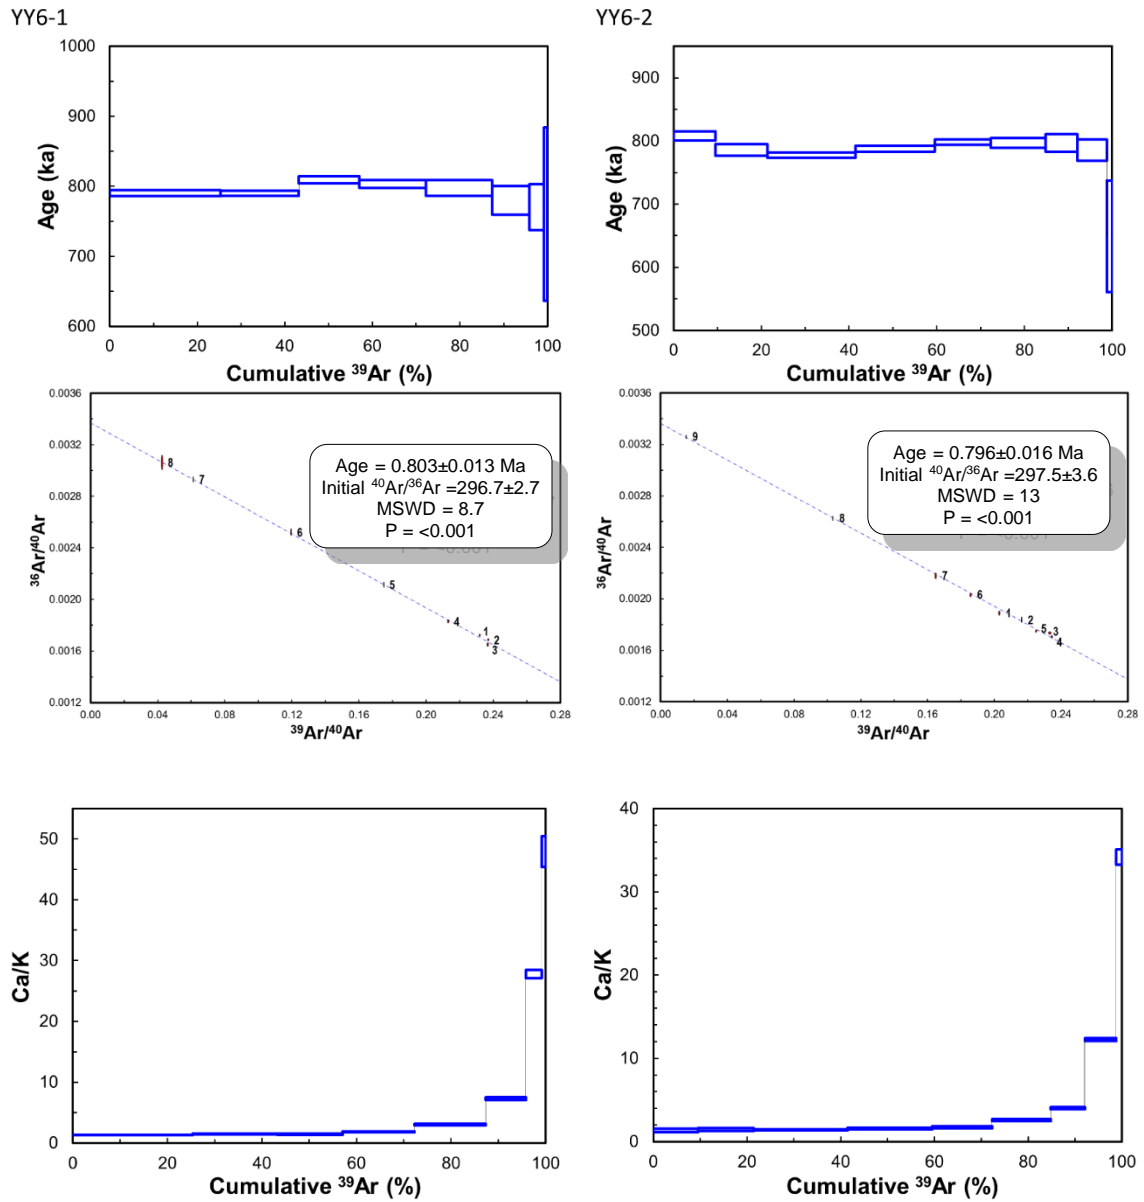 YY6-1
YY6-2
1000
900
800
700
600
Age (ka)
0 20 40 60 80 100
Cumulative ³⁹Ar (%)
900
800
700
600
500
Age (ka)
0 20 40 60 80 100
Cumulative ³⁹Ar (%)
0.0036
0.0032
0.0028
0.0024
0.0020
0.0016
0.0012
³⁶Ar/⁴⁰Ar
8
7
6
5
4
1
2
3
Age = 0.803±0.013 Ma
Initial ⁴⁰Ar/³⁶Ar =296.7±2.7
MSWD = 8.7
P = <0.001
0.00 0.04 0.08 0.12 0.16 0.20 0.24 0.28
³⁹Ar/⁴⁰Ar
0.0036
0.0032
0.0028
0.0024
0.0020
0.0016
0.0012
³⁶Ar/⁴⁰Ar
9
8
7
6
1
2
5 3
4
Age = 0.796±0.016 Ma
Initial ⁴⁰Ar/³⁶Ar =297.5±3.6
MSWD = 13
P = <0.001
0.00 0.04 0.08 0.12 0.16 0.20 0.24 0.28
³⁹Ar/⁴⁰Ar
50
40
30
20
10
0
Ca/K
0 20 40 60 80 100
Cumulative ³⁹Ar (%)
40
30
20
10
0
Ca/K
0 20 40 60 80 100
Cumulative ³⁹Ar (%)